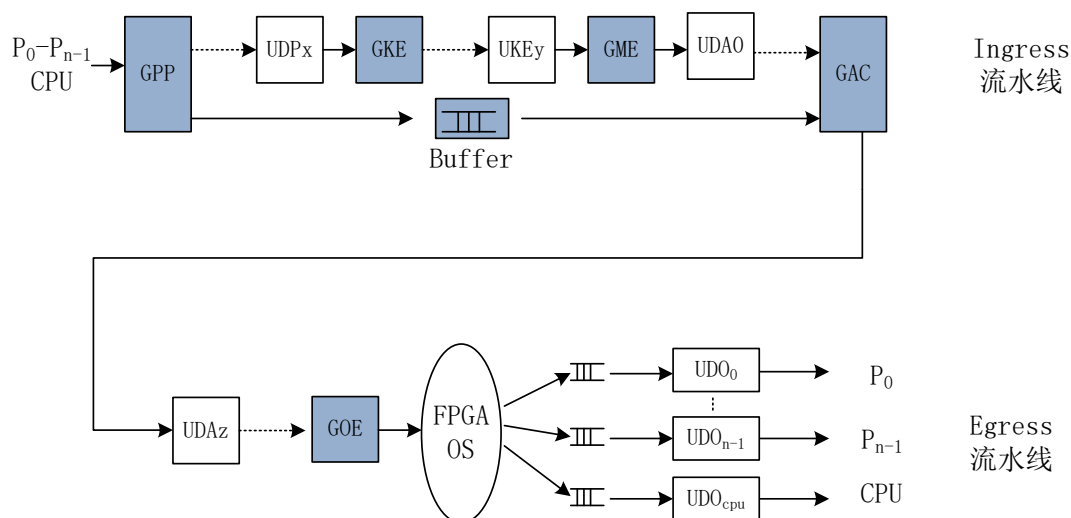 P0-Pn-1
CPU
GPP
UDPx
GKE
UKEy
GME
UDA0
GAC
Ingress
流水线
Buffer
UDAz
GOE
FPGA
OS
UDO0
P0
UDOn-1
Pn-1
UDOcpu
CPU
Egress
流水线